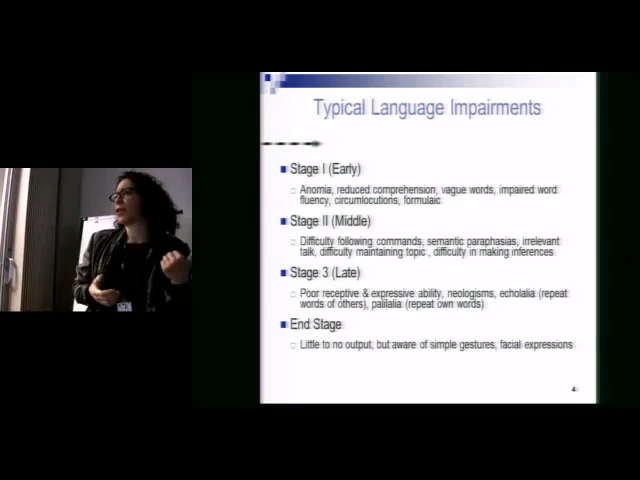 Typical Language Impairments
Stage I (Early)
Anomia, reduced comprehension, vague words, impaired word
fluency, circumlocutions, formulaic
Stage II (Middle)
Difficulty following commands, semantic paraphasias, irrelevant
talk, difficulty maintaining topic , difficulty in making inferences
Stage 3 (Late)
Poor receptive & expressive ability, neologisms, echolalia (repeat
words of others), palilalia (repeat own words)
End Stage
Little to no output, but aware of simple gestures, facial expressions
4